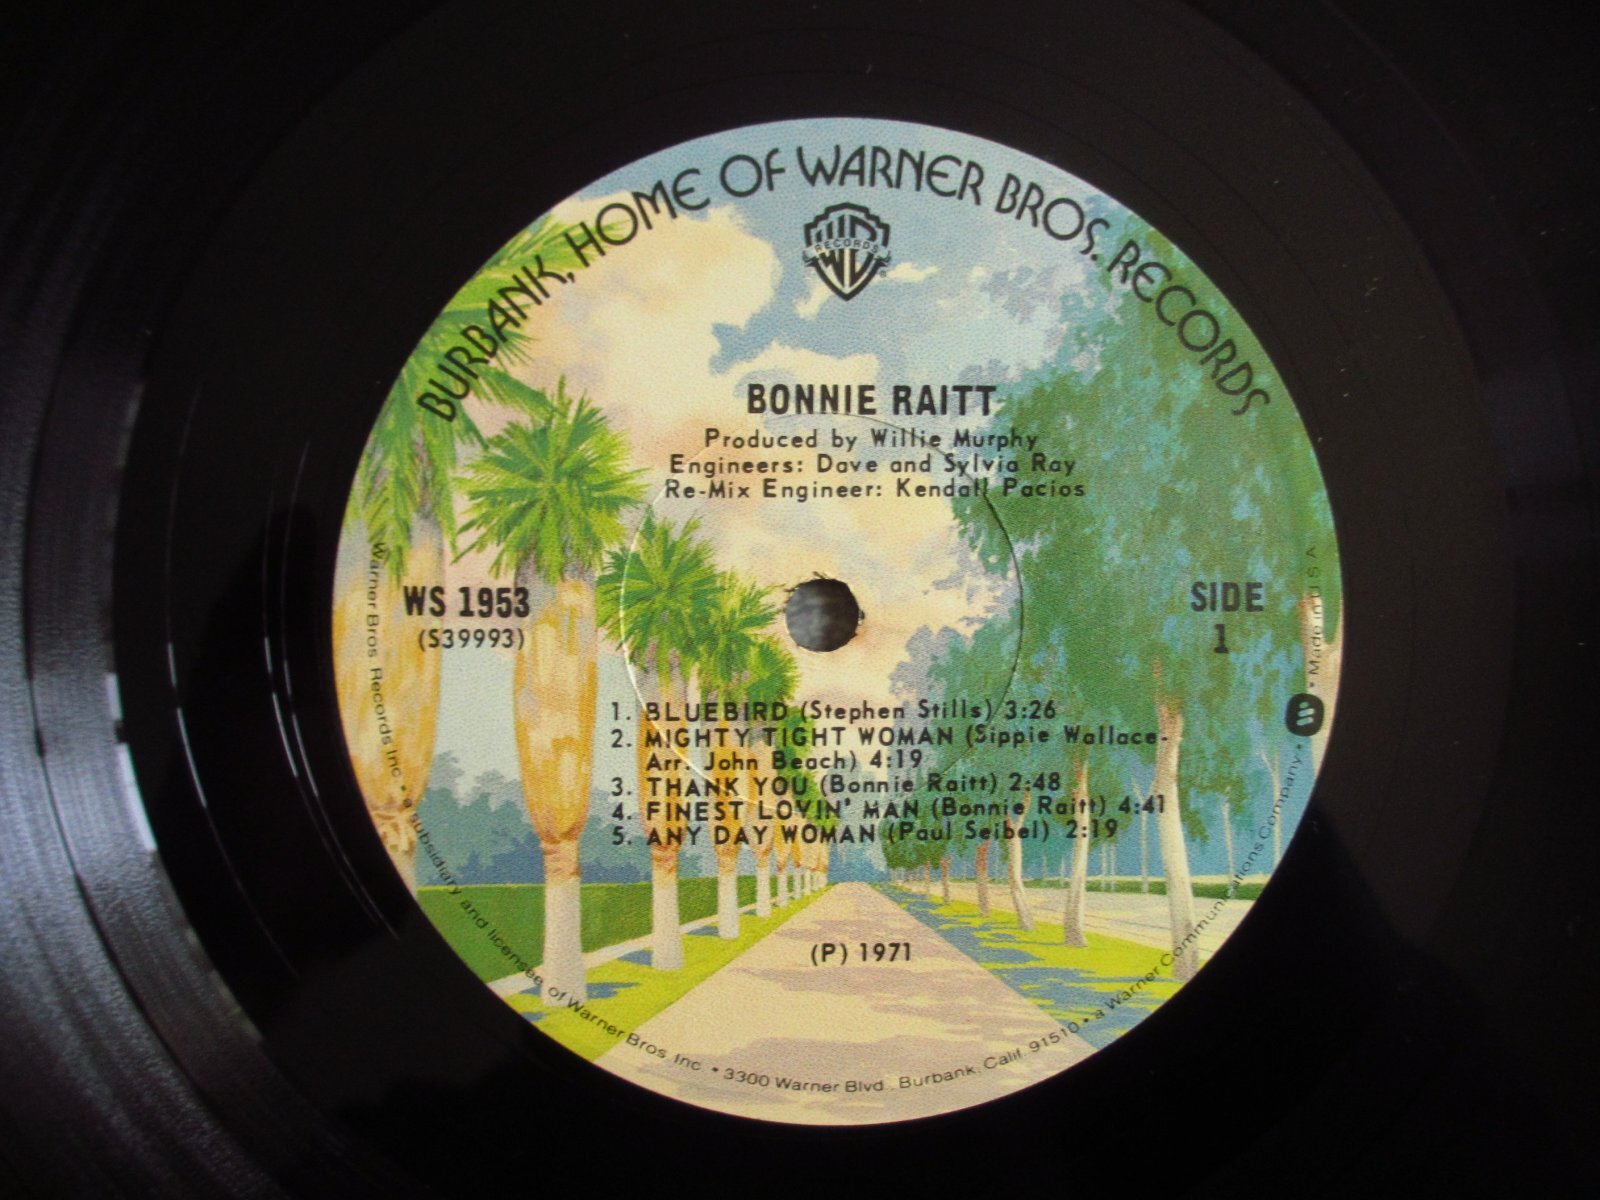 BURBANK, HOME OF WARNER BROS. RECORDS
RECORDS
BONNIE RAITT
Produced by Willie Murphy
Engineers: Dave and Sylvia Ray
Re-Mix Engineer: Kendall Pacios
WS 1953
(S39993)
SIDE
1
1. BLUEBIRD (Stephen Stills) 3:26
2. MIGHTY TIGHT WOMAN (Sippie Wallace-
Arr. John Beach) 4:19
3. THANK YOU (Bonnie Raitt) 2:48
4. FINEST LOVIN' MAN (Bonnie Raitt) 4:41
5. ANY DAY WOMAN (Paul Seibel) 2:19
(P) 1971
Warner Bros. Records Inc. • a subsidiary and licensee of Warner Bros. Inc. • 3300 Warner Blvd., Burbank, Calif. 91510 • a Warner Communications Company • Made in U S A